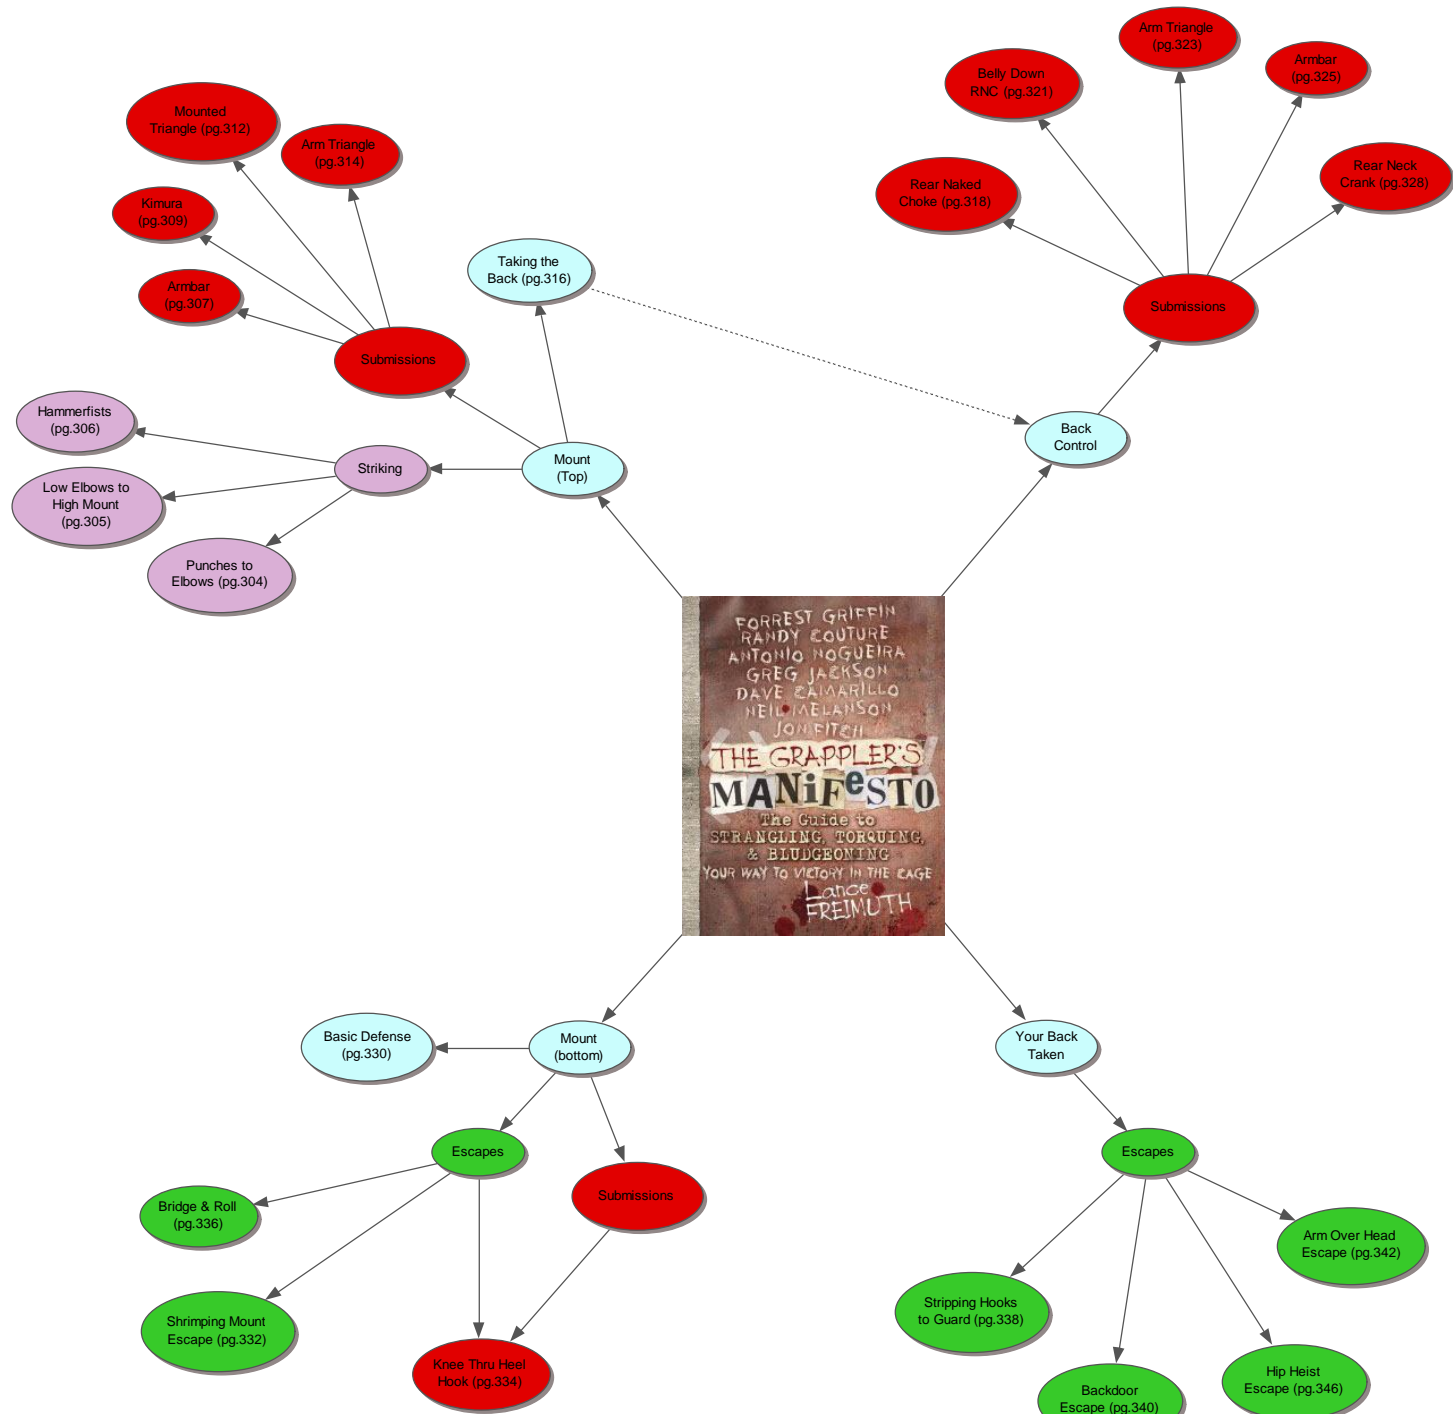 Arm Triangle
(pg.323)
Armbar
(pg.325)
Belly Down
RNC (pg.321)
Rear Neck
Crank (pg.328)
Rear Naked
Choke (pg.318)
Submissions
Back
Control
Mounted
Triangle (pg.312)
Arm Triangle
(pg.314)
Kimura
(pg.309)
Armbar
(pg.307)
Submissions
Taking the
Back (pg.316)
Hammerfists
(pg.306)
Low Elbows to
High Mount
(pg.305)
Punches to
Elbows (pg.304)
Striking
Mount
(Top)
FORREST GRIFFIN
RANDY COUTURE
ANTONIO NOGUEIRA
GREG JACKSON
DAVE CAMARILLO
NEIL MELANSON
JON FITCH
THE GRAPPLER'S
MANiFeSTO
The Guide to
STRANGLING, TORQUING,
& BLUDGEONING
YOUR WAY TO VICTORY IN THE CAGE
Lance
FREIMUTH
Basic Defense
(pg.330)
Mount
(bottom)
Escapes
Submissions
Bridge & Roll
(pg.336)
Shrimping Mount
Escape (pg.332)
Knee Thru Heel
Hook (pg.334)
Your Back
Taken
Escapes
Arm Over Head
Escape (pg.342)
Stripping Hooks
to Guard (pg.338)
Hip Heist
Escape (pg.346)
Backdoor
Escape (pg.340)